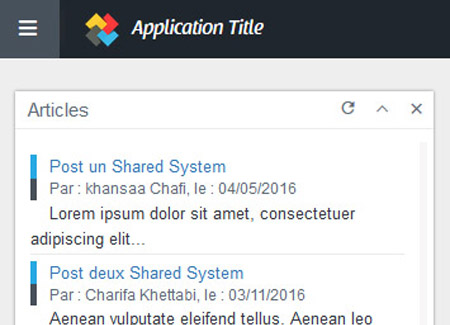 Application Title
Articles
Post un Shared System
Par : khansaa Chafi, le : 04/05/2016
Lorem ipsum dolor sit amet, consectetuer
adipiscing elit...
Post deux Shared System
Par : Charifa Khettabi, le : 03/11/2016
Aenean vulputate eleifend tellus. Aenean leo